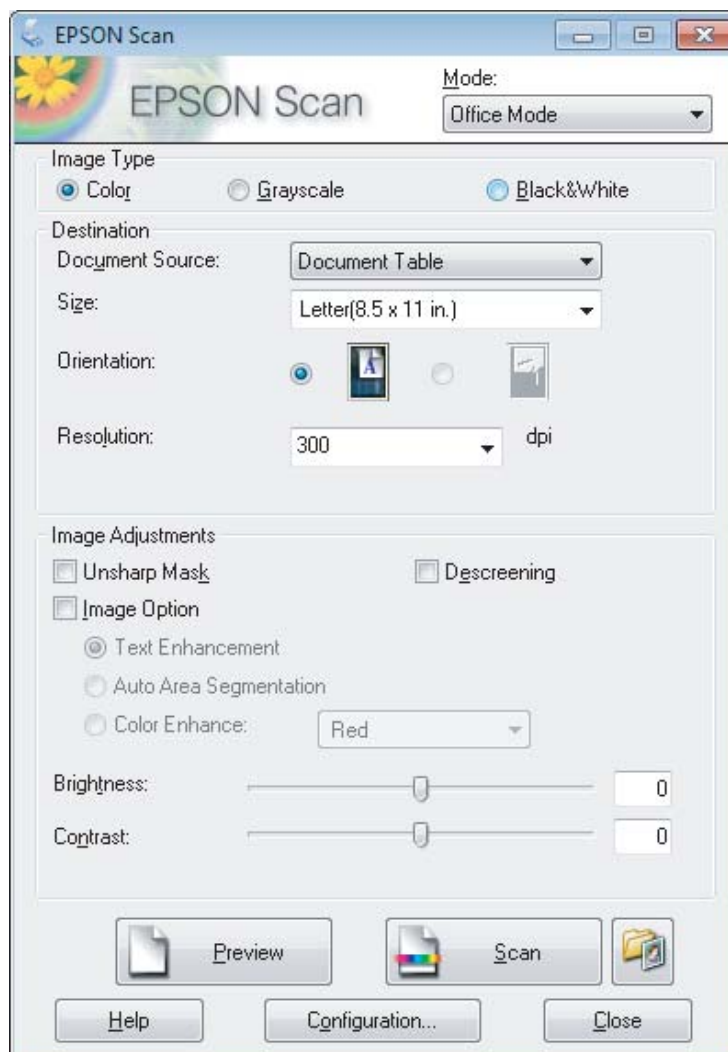 EPSON Scan
EPSON Scan
Mode:
Office Mode
Image Type
Color Grayscale Black&White
Destination
Document Source: Document Table
Size: Letter(8.5 x 11 in.)
Orientation: A
Resolution: 300 dpi
Image Adjustments
Unsharp Mask Descreening
Image Option
Text Enhancement
Auto Area Segmentation
Color Enhance: Red
Brightness: 0
Contrast: 0
Preview Scan
Help Configuration... Close